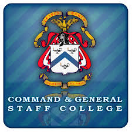 COMMAND & GENERAL
STAFF COLLEGE